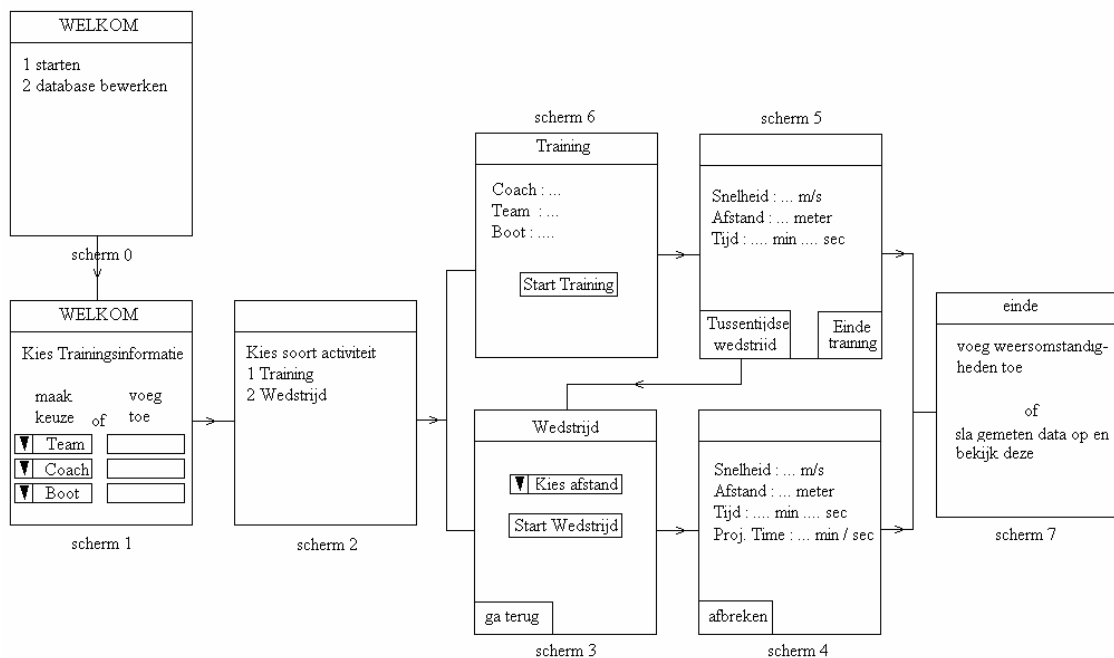 WELKOM
1 starten
2 database bewerken
scherm 0
WELKOM
Kies Trainingsinformatie
maak
keuze
of
voeg
toe
Team
Coach
Boot
scherm 1
Kies soort activiteit
1 Training
2 Wedstrijd
scherm 2
scherm 6
Training
Coach : ...
Team : ...
Boot : ....
Start Training
scherm 5
Snelheid : ... m/s
Afstand : ... meter
Tijd : .... min .... sec
Tussentijdse
wedstrijd
Einde
training
Wedstrijd
Kies afstand
Start Wedstrijd
ga terug
scherm 3
Snelheid : ... m/s
Afstand : ... meter
Tijd : .... min .... sec
Proj. Time : ... min / sec
afbreken
scherm 4
einde
voeg weersomstandig-
heden toe
of
sla gemeten data op en
bekijk deze
scherm 7